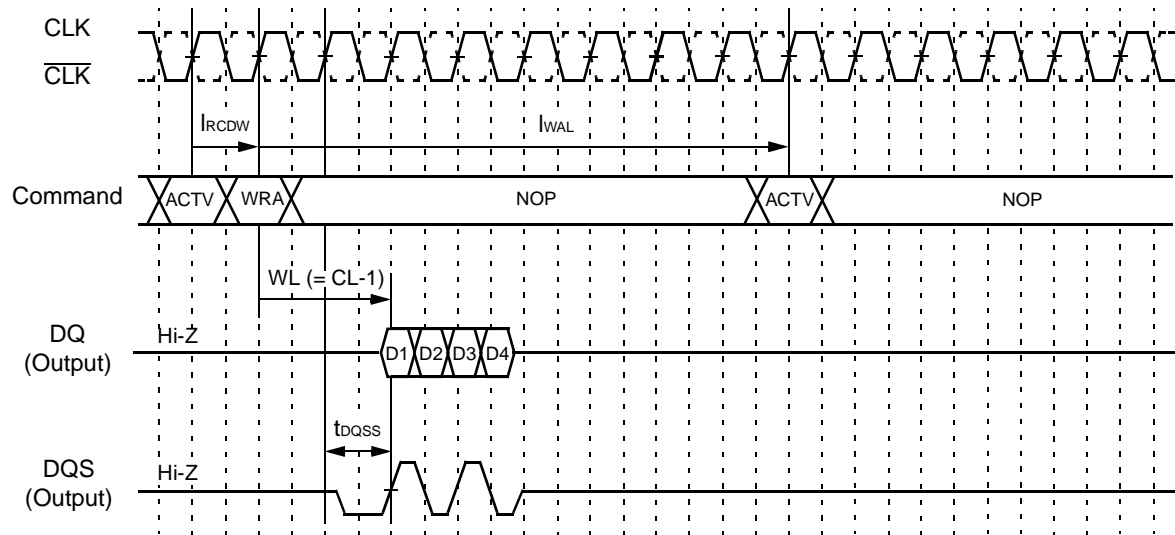 CLK
C̅L̅K̅
IRCDW
IWAL
Command
ACTV
WRA
NOP
ACTV
NOP
WL (= CL-1)
DQ
(Output)
Hi-Z
D1
D2
D3
D4
tDQSS
DQS
(Output)
Hi-Z